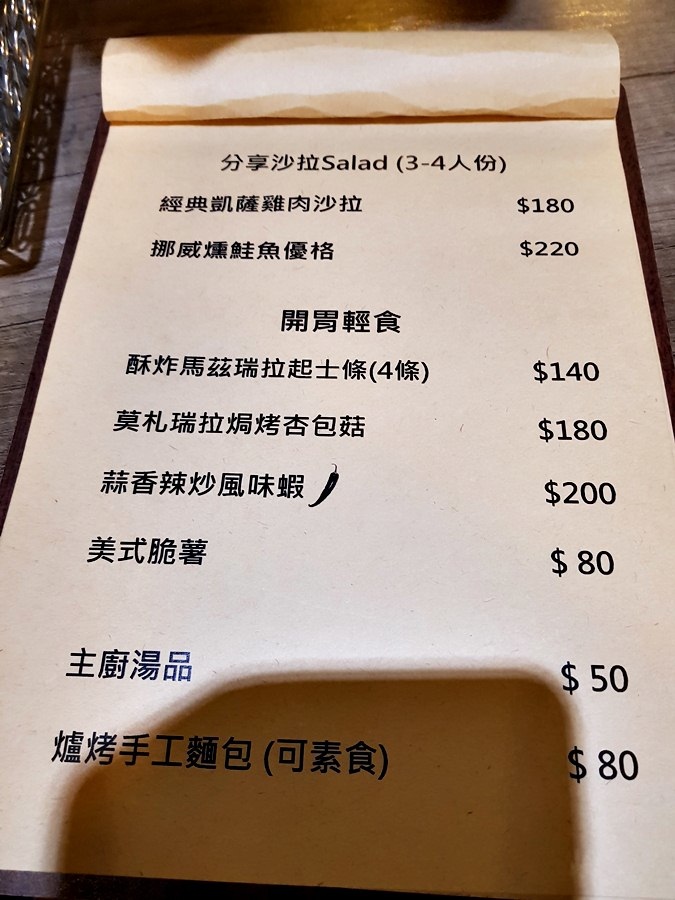 分享沙拉Salad (3-4人份)
經典凱薩雞肉沙拉 $180
挪威燻鮭魚優格 $220
開胃輕食
酥炸馬茲瑞拉起士條(4條) $140
莫札瑞拉焗烤杏包菇 $180
蒜香辣炒風味蝦 $200
美式脆薯 $ 80
主廚湯品 $ 50
爐烤手工麵包 (可素食) $ 80